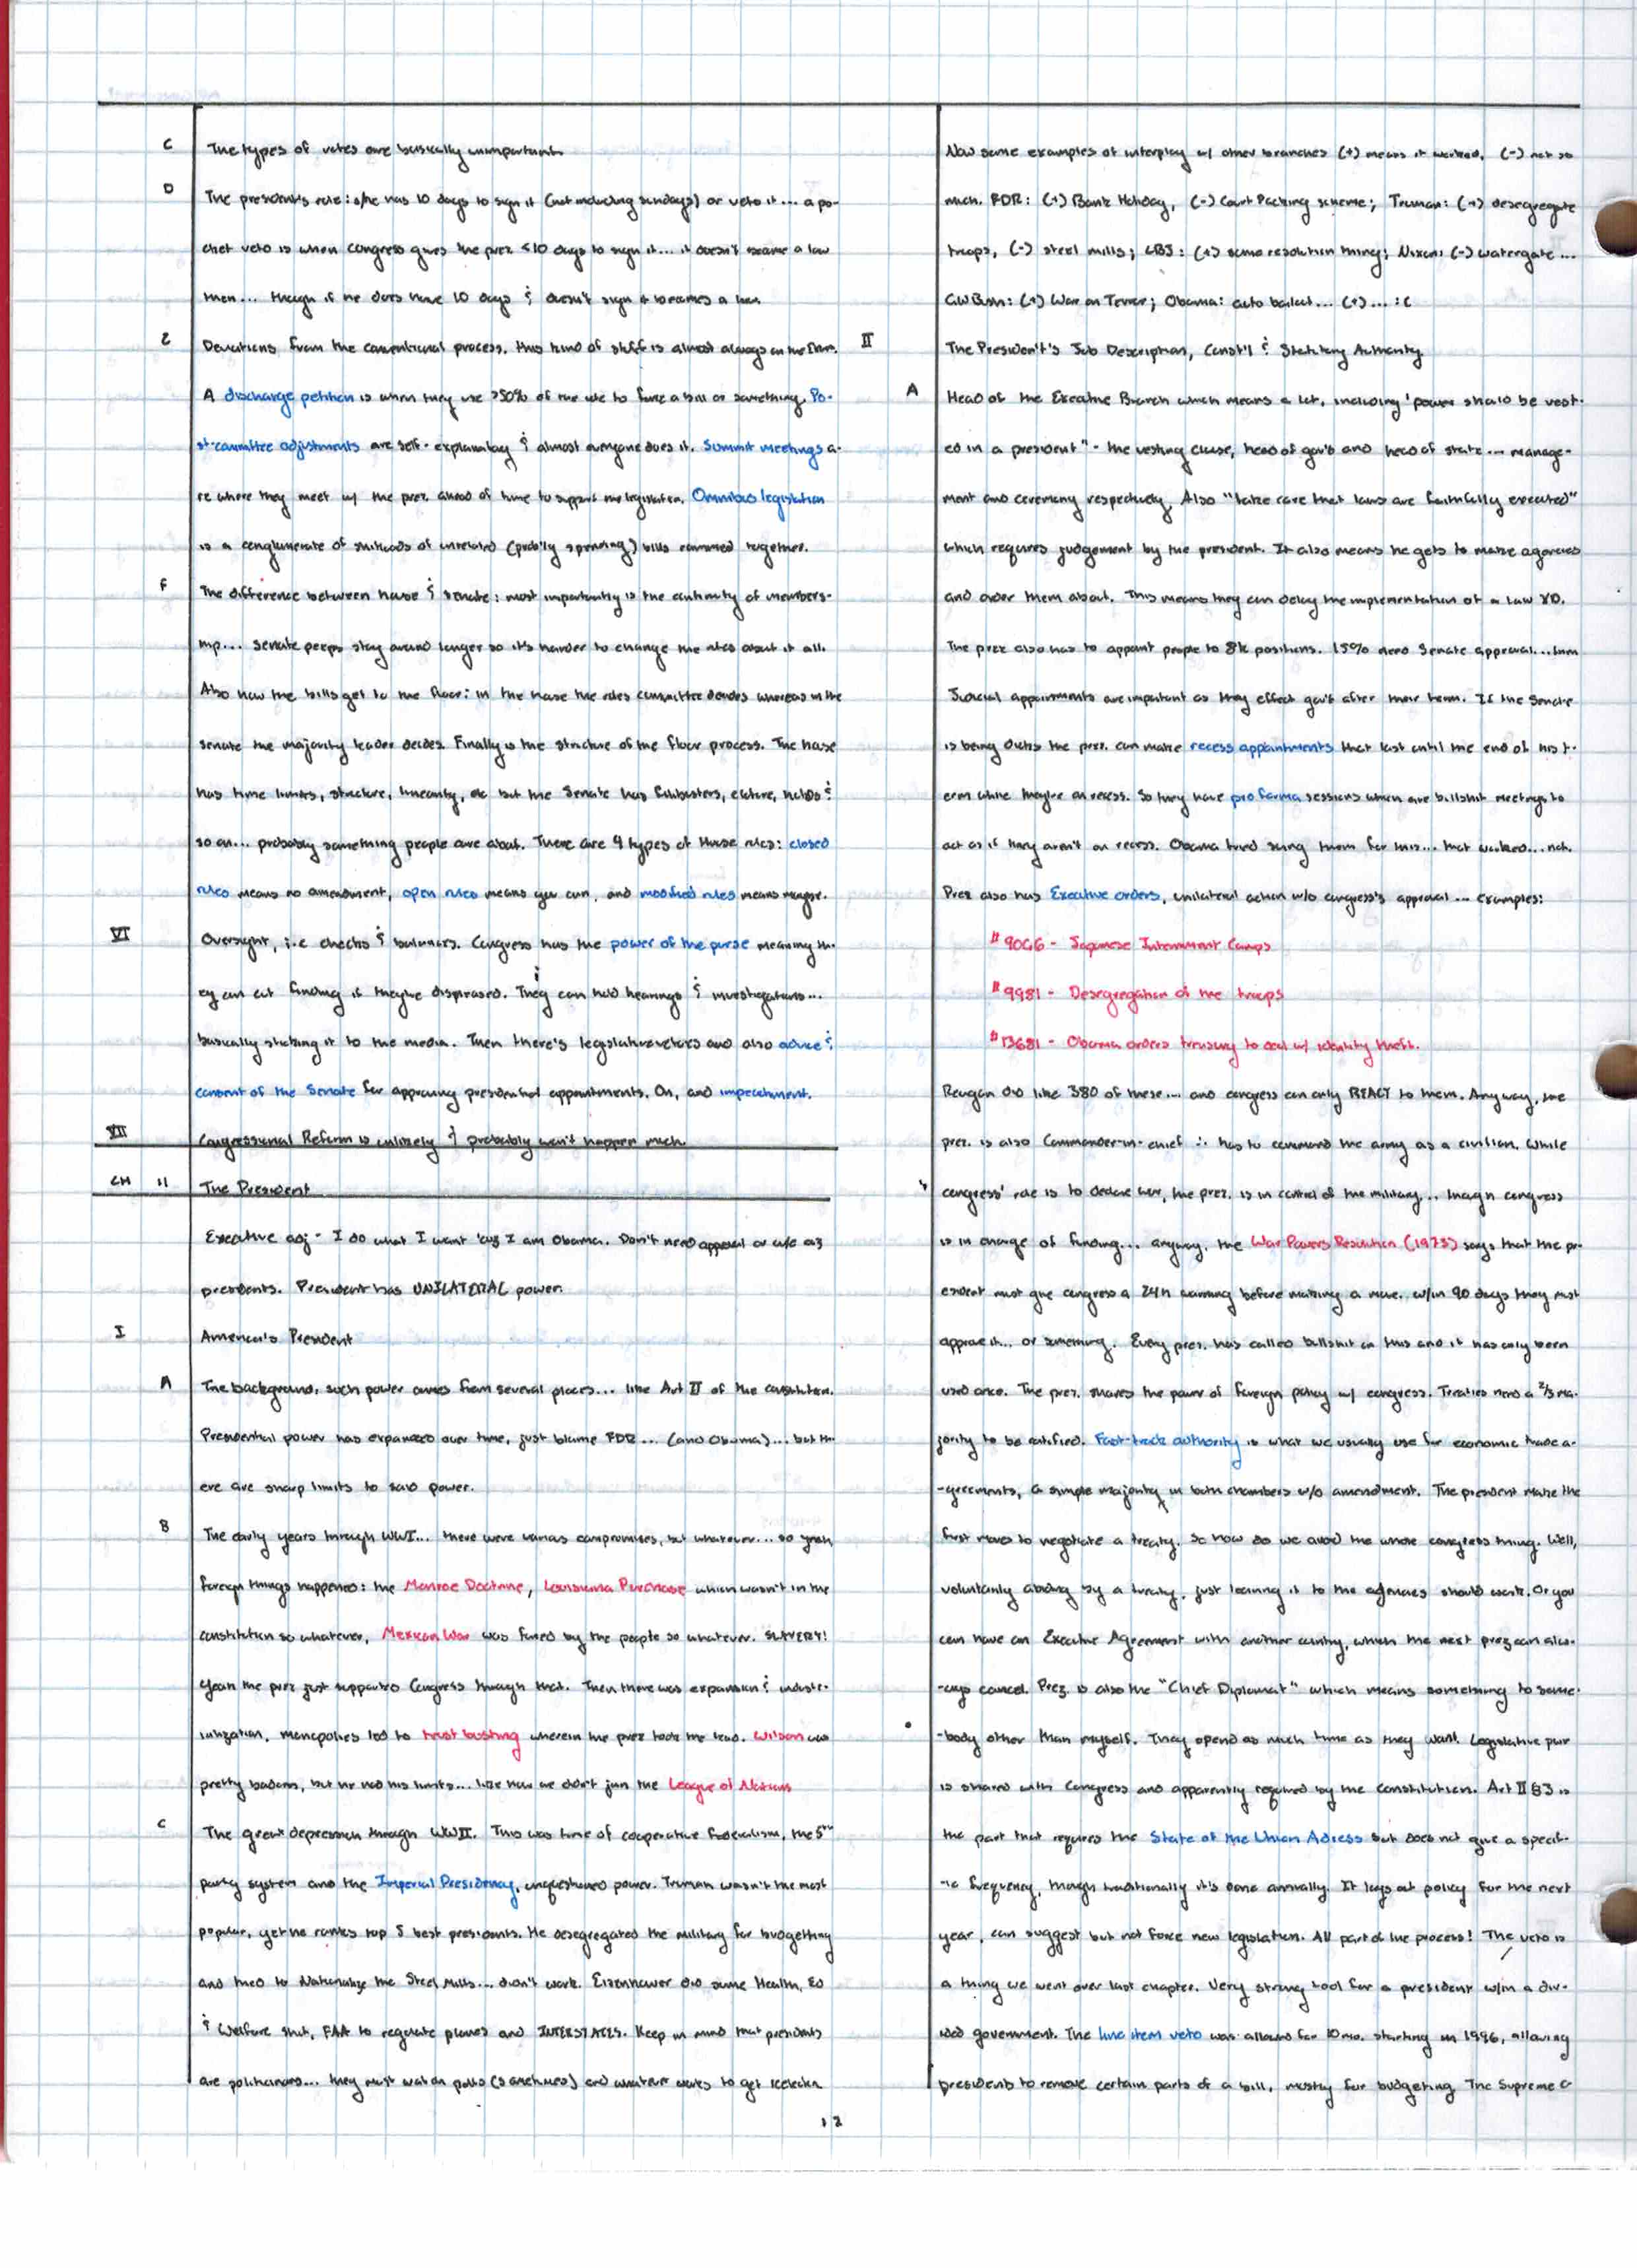 C
The types of votes are basically unimportant.
D
The president's role: s/he has 10 days to sign it (not including sundays) or veto it... a po-
cket veto is when congress gives the prez <10 days to sign it... it doesn't become a law
then... though if he does have 10 days & doesn't sign it becomes a law.
E
Deviations from the conventional process, this kind of stuff is almost always on the Exam.
A discharge petition is when they use >50% of the vote to force a bill or something. Po-
st-committee adjustments are self-explanatory & almost everyone does it. Summit meetings a-
re where they meet w/ the prez ahead of time to support the legislation. Omnibus legislation
is a conglomerate of shitloads of unrelated (prob'ly spending) bills rammed together.
F
The difference between house & senate: most importantly is the continuity of members-
hip... senate peeps stay around longer so it's harder to change the rules about it all.
Also how the bills get to the floor: in the house the rules committee decides whereas in the
senate the majority leader decides. Finally is the structure of the floor process. The house
has time limits, structure, linearity, etc but the Senate has filibusters, cloture, holds &
so on... probably something people care about. There are 4 types of House rules: closed
rules means no amendment, open rules means you can, and modified rules means maybe.
VI
Oversight, i.e checks & balances. Congress has the power of the purse meaning th-
ey can cut funding if they're displeased. They can hold hearings & investigations...
basically sticking it to the media. Then there's legislative vetoes and also advice &
consent of the Senate for approving presidential appointments. Oh, and impeachment.
VII
Congressional Reform is unlikely & probably won't happen much.
CH 11
The President
Executive adj - I do what I want 'cuz I am Obama. Don't need approval or
presidents. President has UNILATERAL power.
I
America's President
A
The background, such power comes from several places... like Art II of the constitution.
Presidential power has expanded over time, just blame FDR... (and Obama)... but th-
ere are sharp limits to said power.
B
The early years through WWI... there were various compromises, but whatever... so yeah
foreign things happened: the Monroe Doctrine, Louisiana Purchase which wasn't in the
constitution so whatever, Mexican War was forced by the people so whatever. SLAVERY!
Yeah the prez just supported Congress through that. Then there was expansion & indust-
rialization, monopolies led to trust busting wherein the prez took the lead. Wilson was
pretty badass, but he had his limits... like how we didn't join the League of Nations
C
The great depression through WWII. This was time of cooperative federalism, the 5th
party system and the Imperial Presidency, unquestioned power. Truman wasn't the most
popular, yet he ranks top 5 best presidents. He desegregated the military for budgetting
and tried to Nationalize the Steel Mills... didn't work. Eisenhower did some Health, Ed
& Welfare shit, FAA to regulate planes and INTERSTATES. Keep in mind that presidents
are politicians... they must watch polls (sometimes) and whatever works to get reelectn
12
Now some examples of interplay w/ other branches (+) means it worked, (-) not so
much. FDR: (+) Bank Holiday, (-) Court Packing scheme; Truman: (+) desegregate
troops, (-) steel mills; LBJ: (+) some resolution thing; Nixon: (-) watergate...
GW Bush: (+) War on Terror; Obama: auto bailout... (+)... :(
II
The President's Job Description, Const'l & Statutory Authority
A
Head of the Executive Branch which means a lot, including "power shall be vest-
ed in a president" - the vesting clause, head of gov't and head of state... manage-
ment and ceremony respectively. Also "take care that laws are faithfully executed"
which requires judgement by the president. It also means he gets to make agencies
and order them about. This means they can delay the implementation of a law XD.
The prez also has to appoint people to 8k positions. 15% need Senate approval...
Judicial appointments are important as they effect gov't after their term. If the Senate
is being the prez. can make recess appointments that last until the end of his t-
erm while they're on recess. So they have pro forma sessions which are bullshit meetings to
act as if they aren't on recess. Obama tried suing them for this... that worked... not.
Prez also has Executive orders, unilateral action w/o congress's approval... examples:
#9066 - Japanese Internment Camps
#9981 - Desegregation of the troops
#13681 - Obama orders treasury to deal w/ identity theft.
Reagan did like 380 of these... and congress can only REACT to them. Anyway, the
prez. is also Commander-in-chief ∴ has to command the army as a civilian. While
congress' role is to declare war, the prez. is in control of the military... though congress
is in charge of funding... anyway, the War Powers Resolution (1973) says that the pr-
esident must give congress a 24h warning before making a move. w/in 90 days they must
approve it... or something. Every prez. has called bullshit on this and it has only been
used once. The prez. shares the power of foreign policy w/ congress. Treaties need a 2/3 ma-
jority to be ratified. Fast-track authority is what we usually use for economic trade a-
-greements, a simple majority in both chambers w/o amendment. The president make the
first moves to negotiate a treaty. So how do we avoid the whole congress thing. Well,
voluntarily abiding by a treaty, just leaving it to the agencies should work. Or you
can have an Executive Agreement with another country, which the next prez can alw-
-ays cancel. Prez is also the "Chief Diplomat" which means something to some-
-body other than myself. They spend as much time as they want. Legislative pwr
is shared with Congress and apparently required by the constitution. Art II §3 is
the part that requires the State of the Union Adress but does not give a specif-
-ic frequency, though traditionally it's done annually. It lays out policy for the next
year, can suggest but not force new legislation. All part of the process! The veto is
a thing we went over last chapter. Very strong tool for a president w/in a div-
ided government. The line item veto was allowed for 10 mo. starting in 1996, allowing
presidents to remove certain parts of a bill, mostly for budgeting. The Supreme C